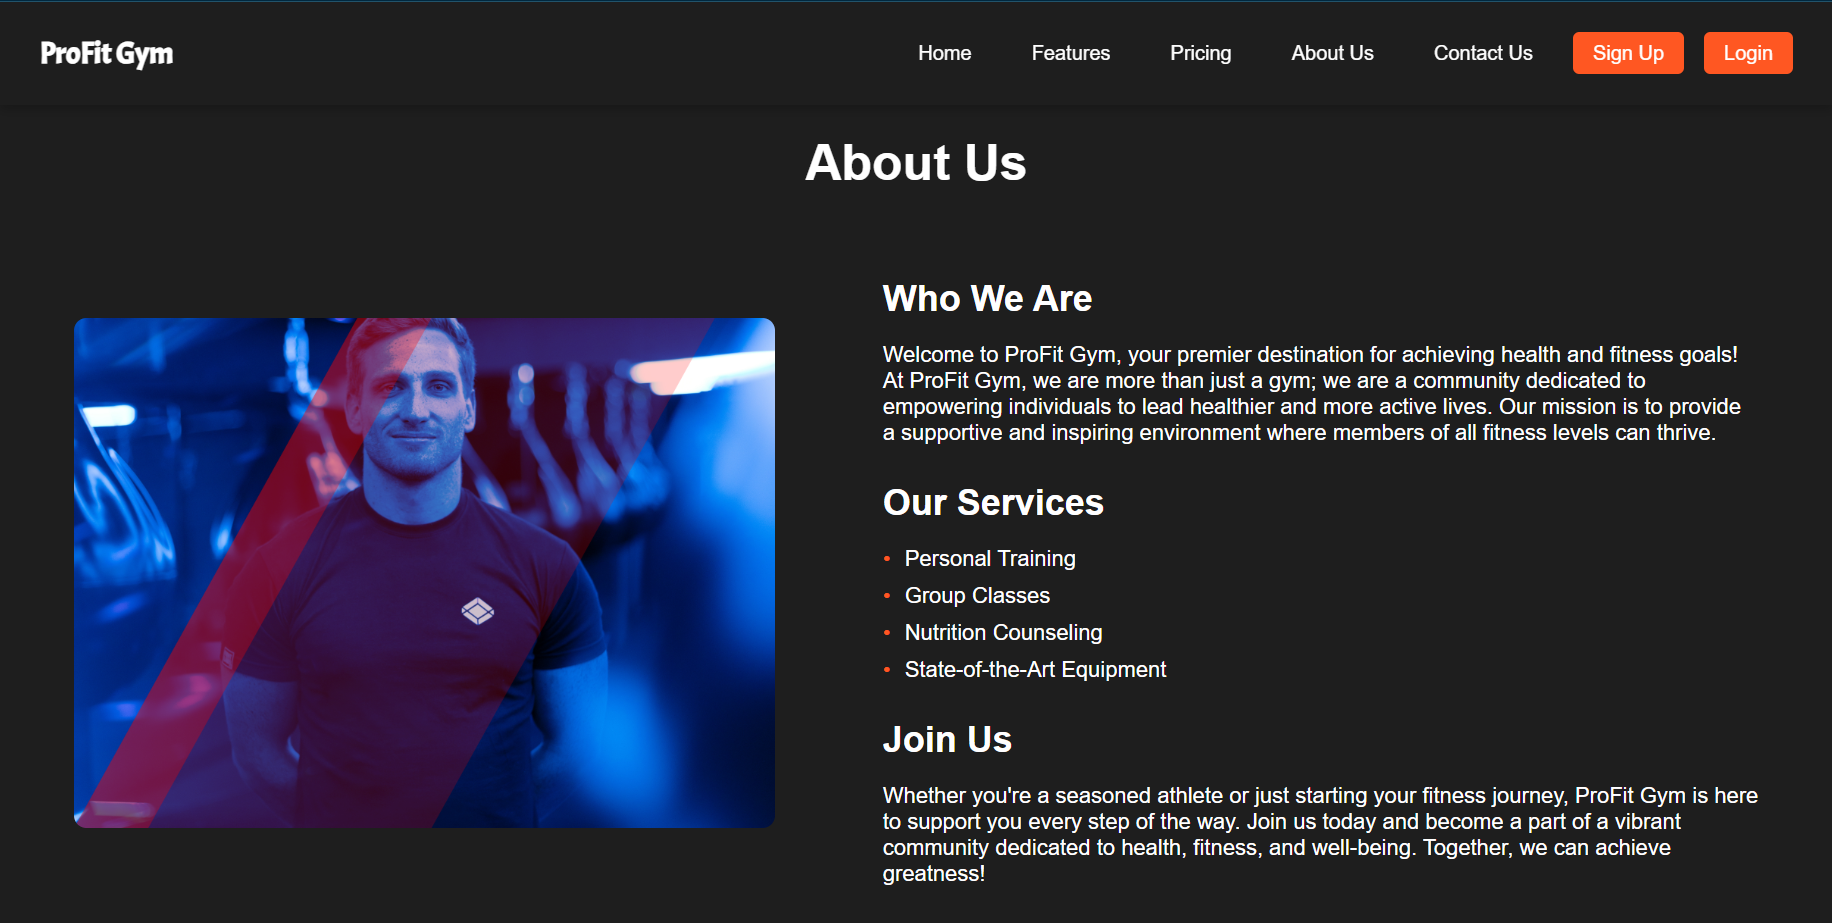 ProFit Gym
Home
Features
Pricing
About Us
Contact Us
Sign Up
Login
About Us
Who We Are
Welcome to ProFit Gym, your premier destination for achieving health and fitness goals!
At ProFit Gym, we are more than just a gym; we are a community dedicated to
empowering individuals to lead healthier and more active lives. Our mission is to provide
a supportive and inspiring environment where members of all fitness levels can thrive.
Our Services
• Personal Training
• Group Classes
• Nutrition Counseling
• State-of-the-Art Equipment
Join Us
Whether you're a seasoned athlete or just starting your fitness journey, ProFit Gym is here
to support you every step of the way. Join us today and become a part of a vibrant
community dedicated to health, fitness, and well-being. Together, we can achieve
greatness!